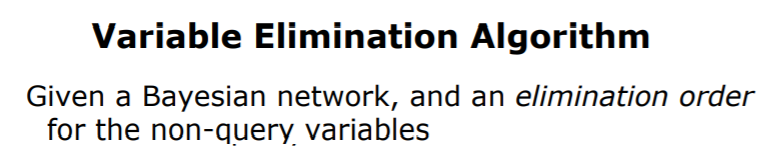 Variable Elimination Algorithm
Given a Bayesian network, and an elimination order
for the non-query variables